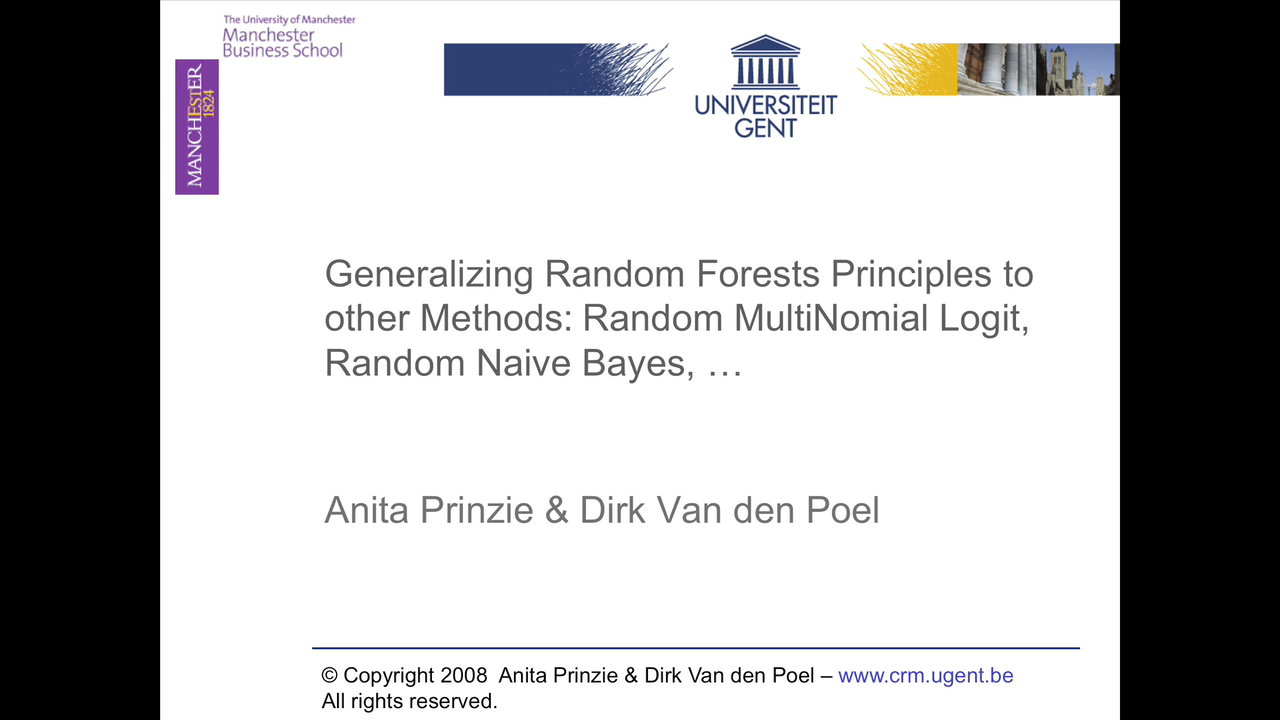 The University of Manchester
Manchester
Business School
MANCHESTER
1824
UNIVERSITEIT
GENT
Generalizing Random Forests Principles to
other Methods: Random MultiNomial Logit,
Random Naive Bayes, …
Anita Prinzie & Dirk Van den Poel
© Copyright 2008 Anita Prinzie & Dirk Van den Poel – www.crm.ugent.be
All rights reserved.